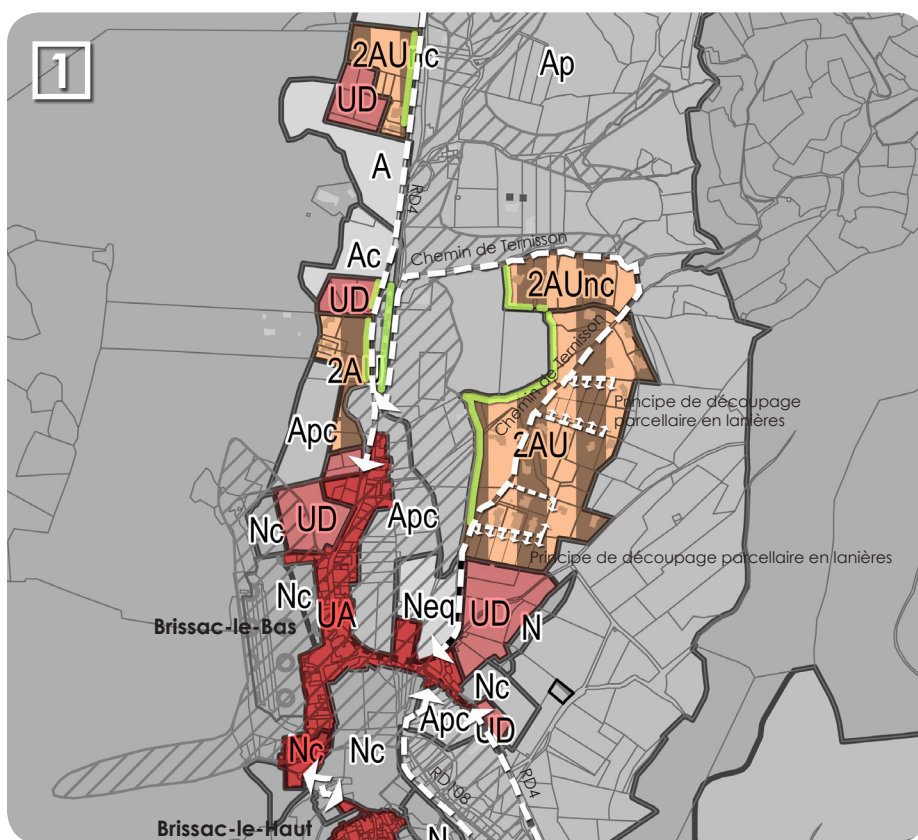 1
2AUnc
Ap
UD
A
RD4
Chemin de Ternisson
Ac
2AUnc
UD
Chemin de Ternisson
2AU
Principe de découpage
parcellaire en lanières
Apc
2AU
Nc
UD
Apc
Principe de découpage parcellaire en lanières
Nc
UA
Neq
UD
N
Brissac-le-Bas
Nc
Apc
UD
Nc
Nc
RD108
RD4
Brissac-le-Haut
N